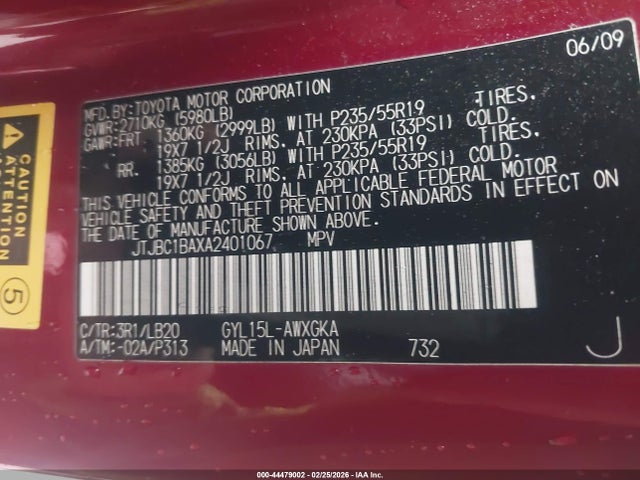 06/09
MFD.BY:TOYOTA MOTOR CORPORATION
GVWR:2710KG (5980LB)
GAWR:FRT 1360KG (2999LB) WITH P235/55R19 TIRES,
19X7 1/2J RIMS, AT 230KPA (33PSI) COLD.
RR. 1385KG (3056LB) WITH P235/55R19 TIRES,
19X7 1/2J RIMS, AT 230KPA (33PSI) COLD.
THIS VEHICLE CONFORMS TO ALL APPLICABLE FEDERAL MOTOR
VEHICLE SAFETY AND THEFT PREVENTION STANDARDS IN EFFECT ON
THE DATE OF MANUFACTURE SHOWN ABOVE.
JTJBC1BAXA2401067 MPV
C/TR:3R1/LB20 GYL15L-AWXGKA
A/TM:-02A/P313 MADE IN JAPAN 732
J
CAUTION
ATTENTION
5
000-44479002 - 02/25/2026 - IAA Inc.